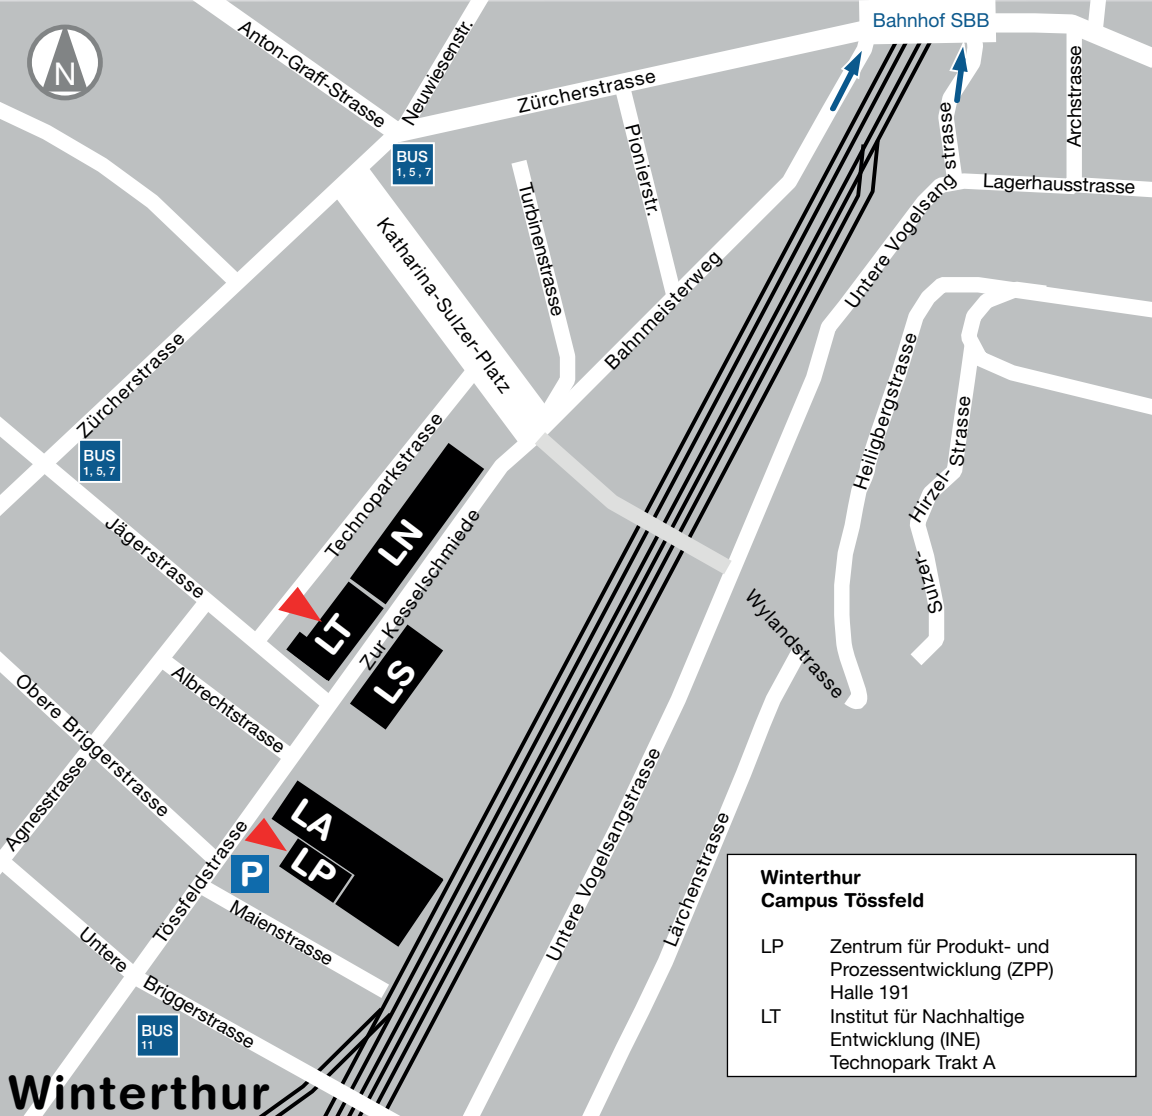 Bahnhof SBB
N
Anton-Graff-Strasse
Neuwiesenstr.
Zürcherstrasse
Archstrasse
BUS
1, 5 , 7
Pionierstr.
Turbinenstrasse
Lagerhausstrasse
Untere Vogelsang strasse
Katharina-Sulzer-Platz
Bahnmeisterweg
Zürcherstrasse
Heiligbergstrasse
Sulzer- Hirzel- Strasse
BUS
1, 5, 7
Technoparkstrasse
Jägerstrasse
LN
LT
Zur Kesselschmiede
LS
Wylandstrasse
Albrechtstrasse
Obere Briggerstrasse
Agnesstrasse
LA
LP
P
Tössfeldstrasse
Maienstrasse
Untere Briggerstrasse
Untere Vogelsangstrasse
Lärchenstrasse
BUS
11
Winterthur
Winterthur
Campus Tössfeld
LP Zentrum für Produkt- und
Prozessentwicklung (ZPP)
Halle 191
LT Institut für Nachhaltige
Entwicklung (INE)
Technopark Trakt A